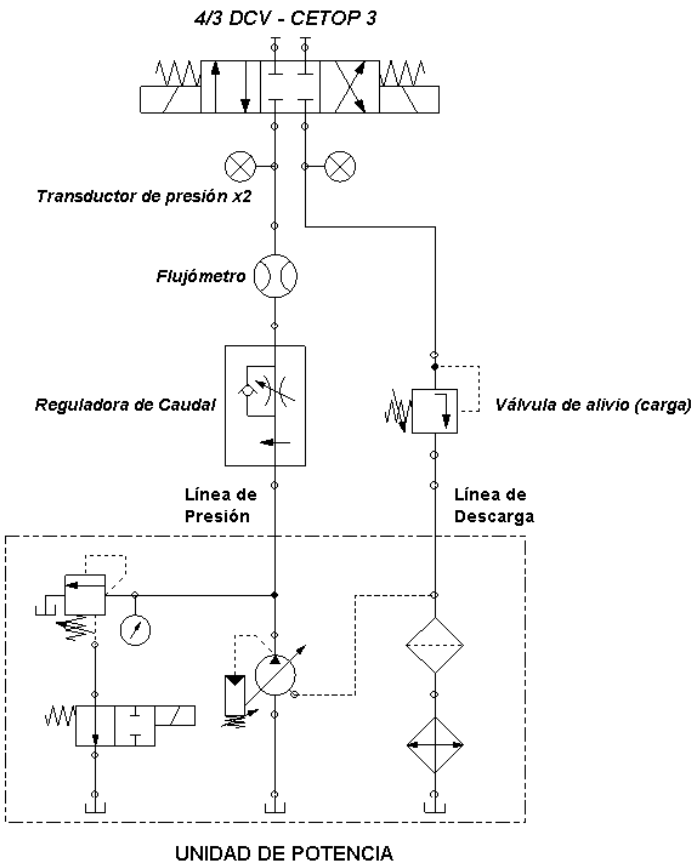 4/3 DCV - CETOP 3
Transductor de presión x2
Flujómetro
Reguladora de Caudal
Válvula de alivio (carga)
Línea de
Presión
Línea de
Descarga
UNIDAD DE POTENCIA